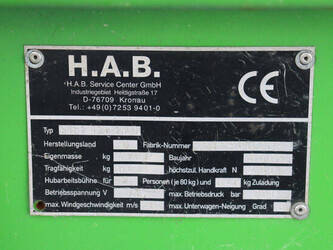 H.A.B.
H.A.B. Service Center GmbH
Industriegebiet Heidigstraße 17
D-76709 Kronau
Tel.: +49(0)7253 9401-0
CE
Typ
Herstellungsland Fabrik-Nummer
Eigenmasse kg Baujahr
Tragfähigkeit kg höchstzul. Handkraft N
Hubarbeitsbühne für Personen (je 80 kg) und kg Zuladung
Betriebsspannung V max. Betriebsdruck bar
max. Windgeschwindigkeit m/s max. Unterwagen-Neigung Grad